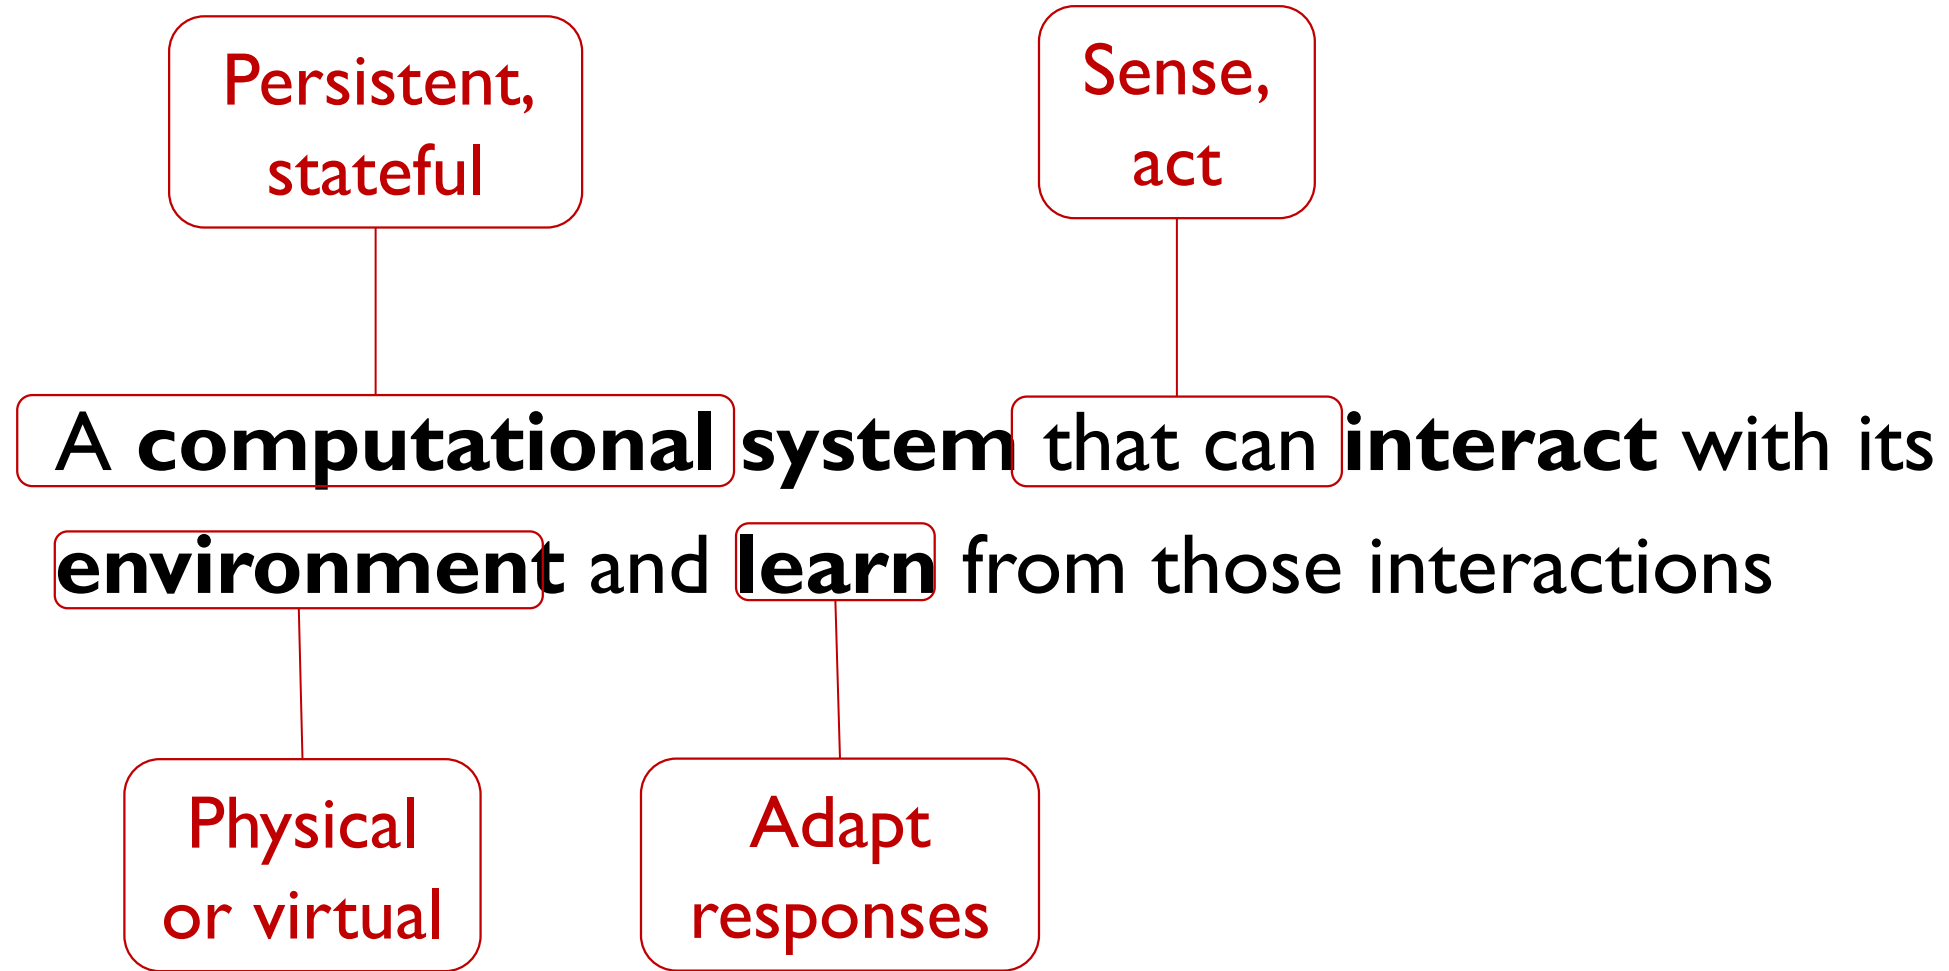 Persistent,
stateful
Sense,
act
A computational system that can interact with its
environment and learn from those interactions
Physical
or virtual
Adapt
responses